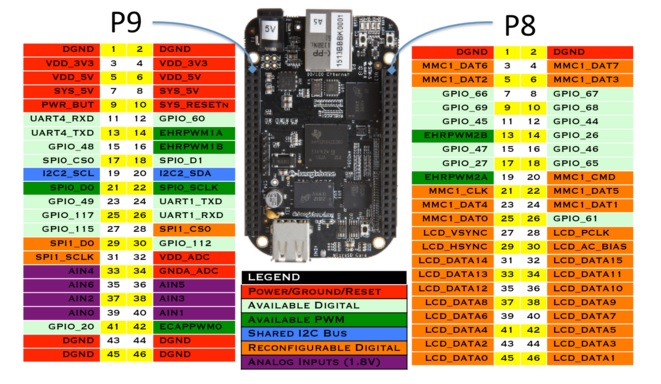 P9
P8
DGND 1 2 DGND
VDD_3V3 3 4 VDD_3V3
VDD_5V 5 6 VDD_5V
SYS_5V 7 8 SYS_5V
PWR_BUT 9 10 SYS_RESETn
UART4_RXD 11 12 GPIO_60
UART4_TXD 13 14 EHRPWM1A
GPIO_48 15 16 EHRPWM1B
SPI0_CS0 17 18 SPI0_D1
I2C2_SCL 19 20 I2C2_SDA
SPI0_D0 21 22 SPI0_SCLK
GPIO_49 23 24 UART1_TXD
GPIO_117 25 26 UART1_RXD
GPIO_115 27 28 SPI1_CS0
SPI1_D0 29 30 GPIO_112
SPI1_SCLK 31 32 VDD_ADC
AIN4 33 34 GNDA_ADC
AIN6 35 36 AIN5
AIN2 37 38 AIN3
AIN0 39 40 AIN1
GPIO_20 41 42 ECAPPWM0
DGND 43 44 DGND
DGND 45 46 DGND
5V
A5
1513BBBK0001
LEGEND
Power/Ground/Reset
Available Digital
Available PWM
Shared I2C Bus
Reconfigurable Digital
Analog Inputs (1.8V)
DGND 1 2 DGND
MMC1_DAT6 3 4 MMC1_DAT7
MMC1_DAT2 5 6 MMC1_DAT3
GPIO_66 7 8 GPIO_67
GPIO_69 9 10 GPIO_68
GPIO_45 11 12 GPIO_44
EHRPWM2B 13 14 GPIO_26
GPIO_47 15 16 GPIO_46
GPIO_27 17 18 GPIO_65
EHRPWM2A 19 20 MMC1_CMD
MMC1_CLK 21 22 MMC1_DAT5
MMC1_DAT4 23 24 MMC1_DAT1
MMC1_DAT0 25 26 GPIO_61
LCD_VSYNC 27 28 LCD_PCLK
LCD_HSYNC 29 30 LCD_AC_BIAS
LCD_DATA14 31 32 LCD_DATA15
LCD_DATA13 33 34 LCD_DATA11
LCD_DATA12 35 36 LCD_DATA10
LCD_DATA8 37 38 LCD_DATA9
LCD_DATA6 39 40 LCD_DATA7
LCD_DATA4 41 42 LCD_DATA5
LCD_DATA2 43 44 LCD_DATA3
LCD_DATA0 45 46 LCD_DATA1